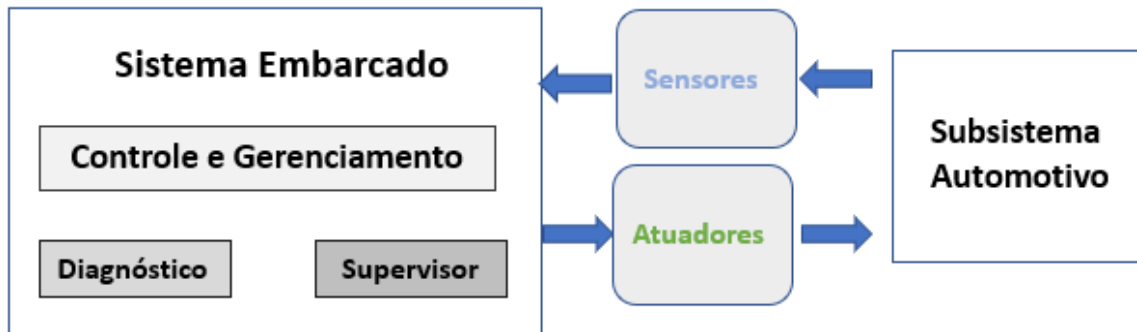 Sistema Embarcado
Controle e Gerenciamento
Diagnóstico
Supervisor
Sensores
Atuadores
Subsistema
Automotivo